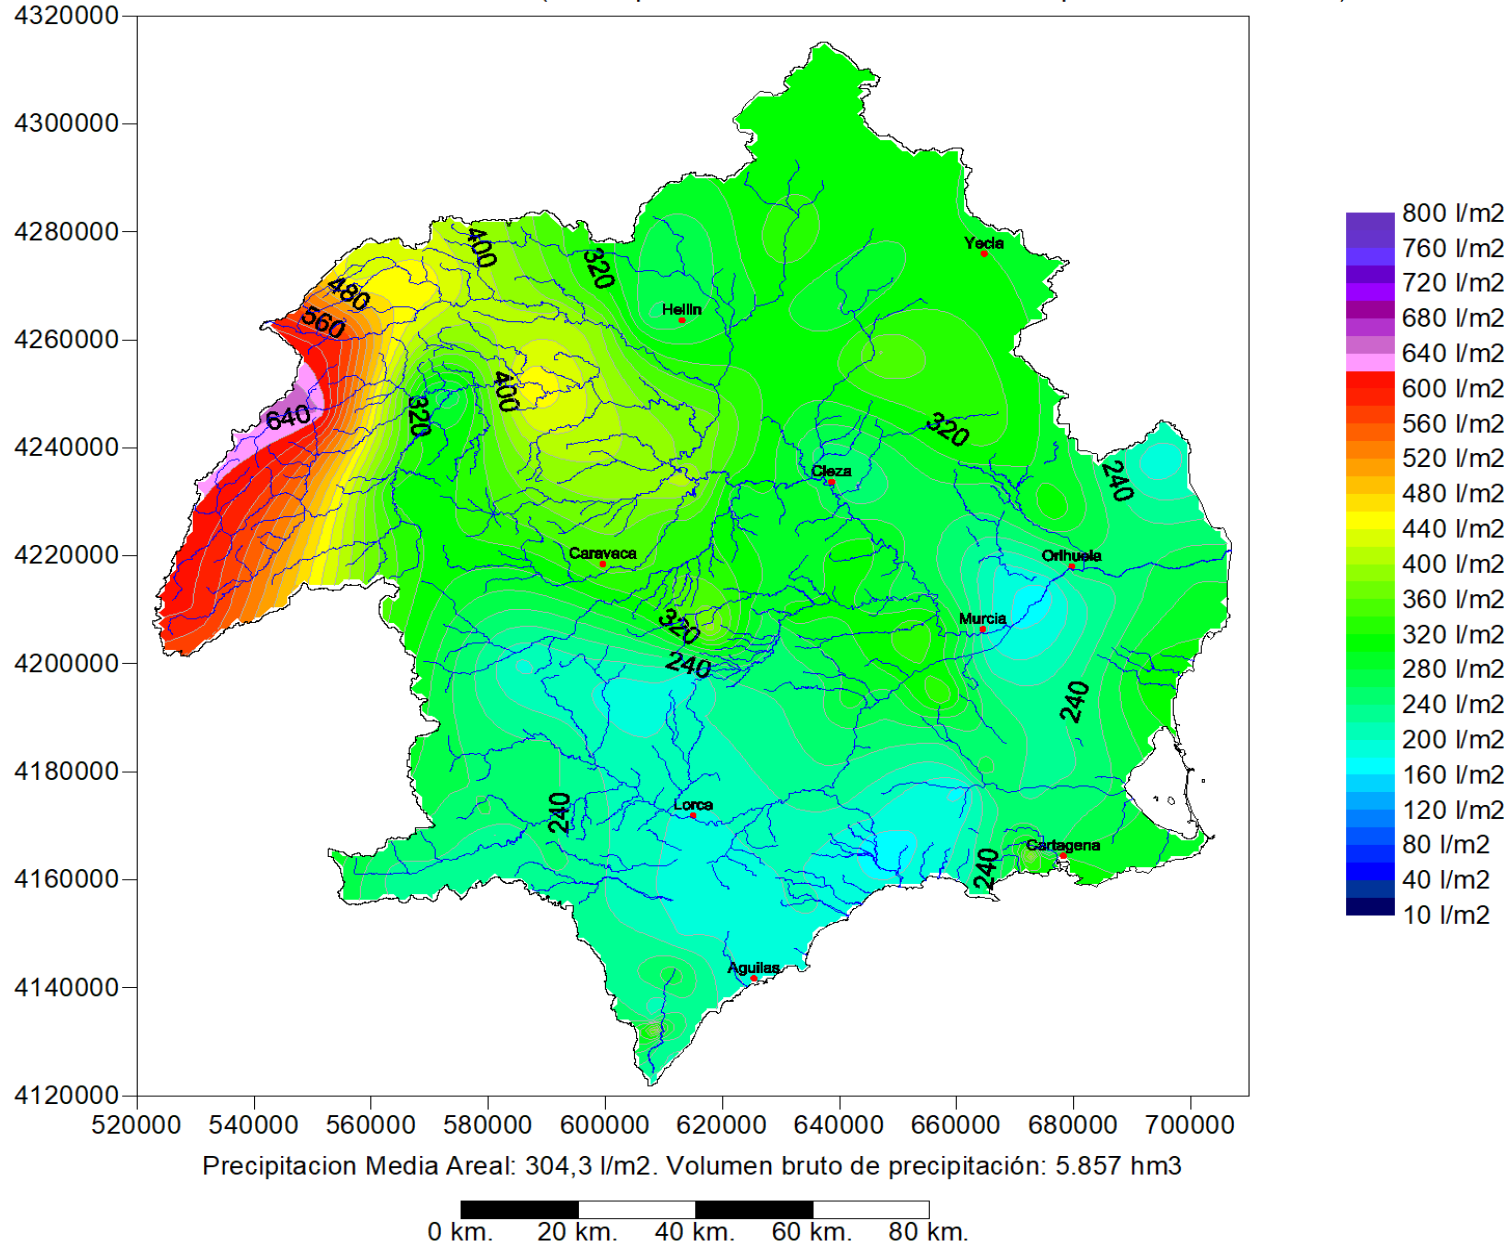 4320000
4300000
4280000
4260000
4240000
4220000
4200000
4180000
4160000
4140000
4120000
520000 540000 560000 580000 600000 620000 640000 660000 680000 700000
400
320
Yecla
480
Hellin
560
400
320
640
320
Cieza
240
Caravaca
Orihuela
320
Murcia
240
240
240
Lorca
240
Cartagena
Aguilas
800 l/m2
760 l/m2
720 l/m2
680 l/m2
640 l/m2
600 l/m2
560 l/m2
520 l/m2
480 l/m2
440 l/m2
400 l/m2
360 l/m2
320 l/m2
280 l/m2
240 l/m2
200 l/m2
160 l/m2
120 l/m2
80 l/m2
40 l/m2
10 l/m2
Precipitacion Media Areal: 304,3 l/m2. Volumen bruto de precipitación: 5.857 hm3
0 km. 20 km. 40 km. 60 km. 80 km.